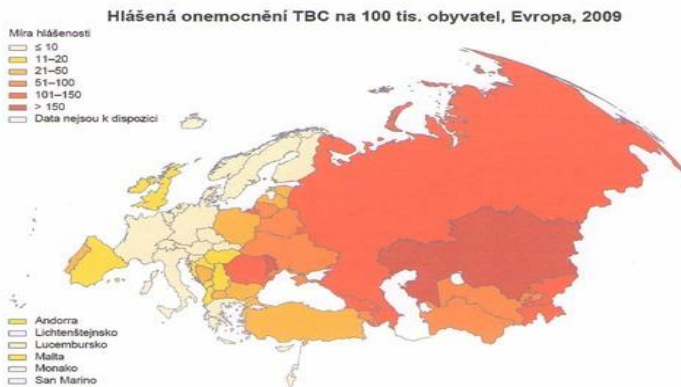 Hlášená onemocnění TBC na 100 tis. obyvatel, Evropa, 2009
Míra hlášenosti
≤ 10
11–20
21–50
51–100
101–150
> 150
Data nejsou k dispozici
Andorra
Lichtenštejnsko
Lucembursko
Malta
Monako
San Marino